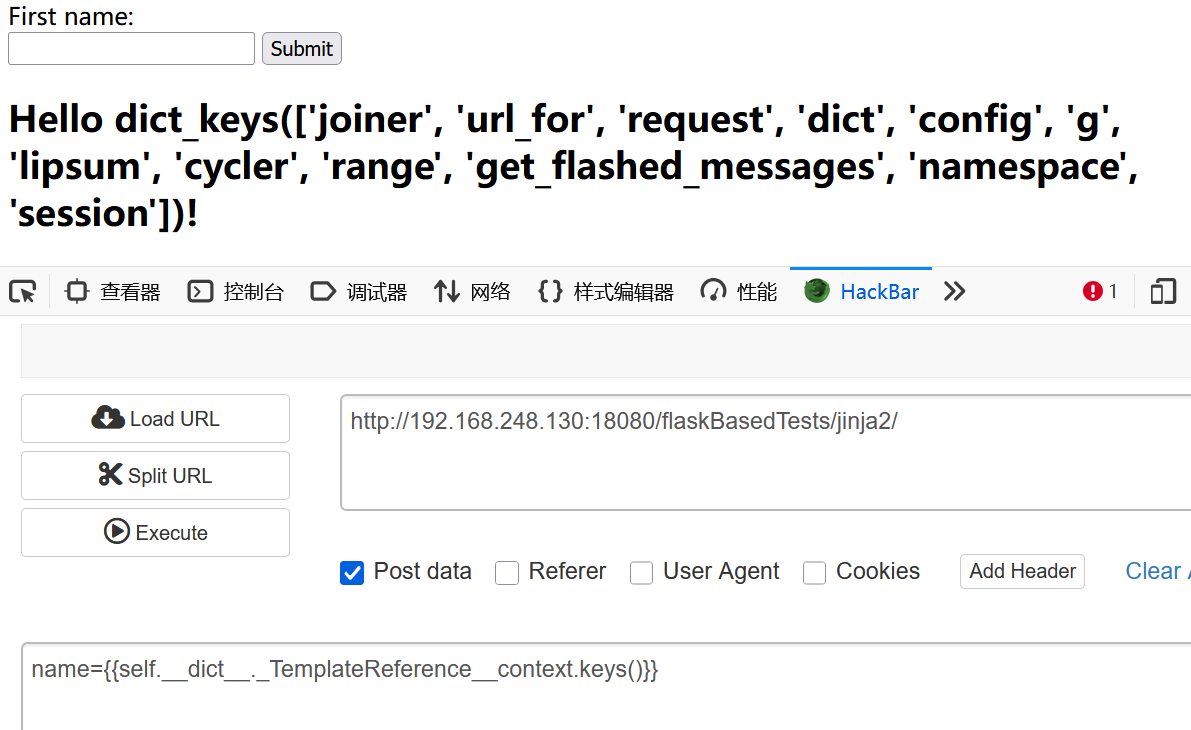 First name:
Submit
Hello dict_keys(['joiner', 'url_for', 'request', 'dict', 'config', 'g',
'lipsum', 'cycler', 'range', 'get_flashed_messages', 'namespace',
'session'])!
查看器 控制台 调试器 网络 {} 样式编辑器 性能 HackBar 1
Load URL
http://192.168.248.130:18080/flaskBasedTests/jinja2/
Split URL
Execute
Post data Referer User Agent Cookies Add Header Clear A
name={{self.__dict__._TemplateReference__context.keys()}}